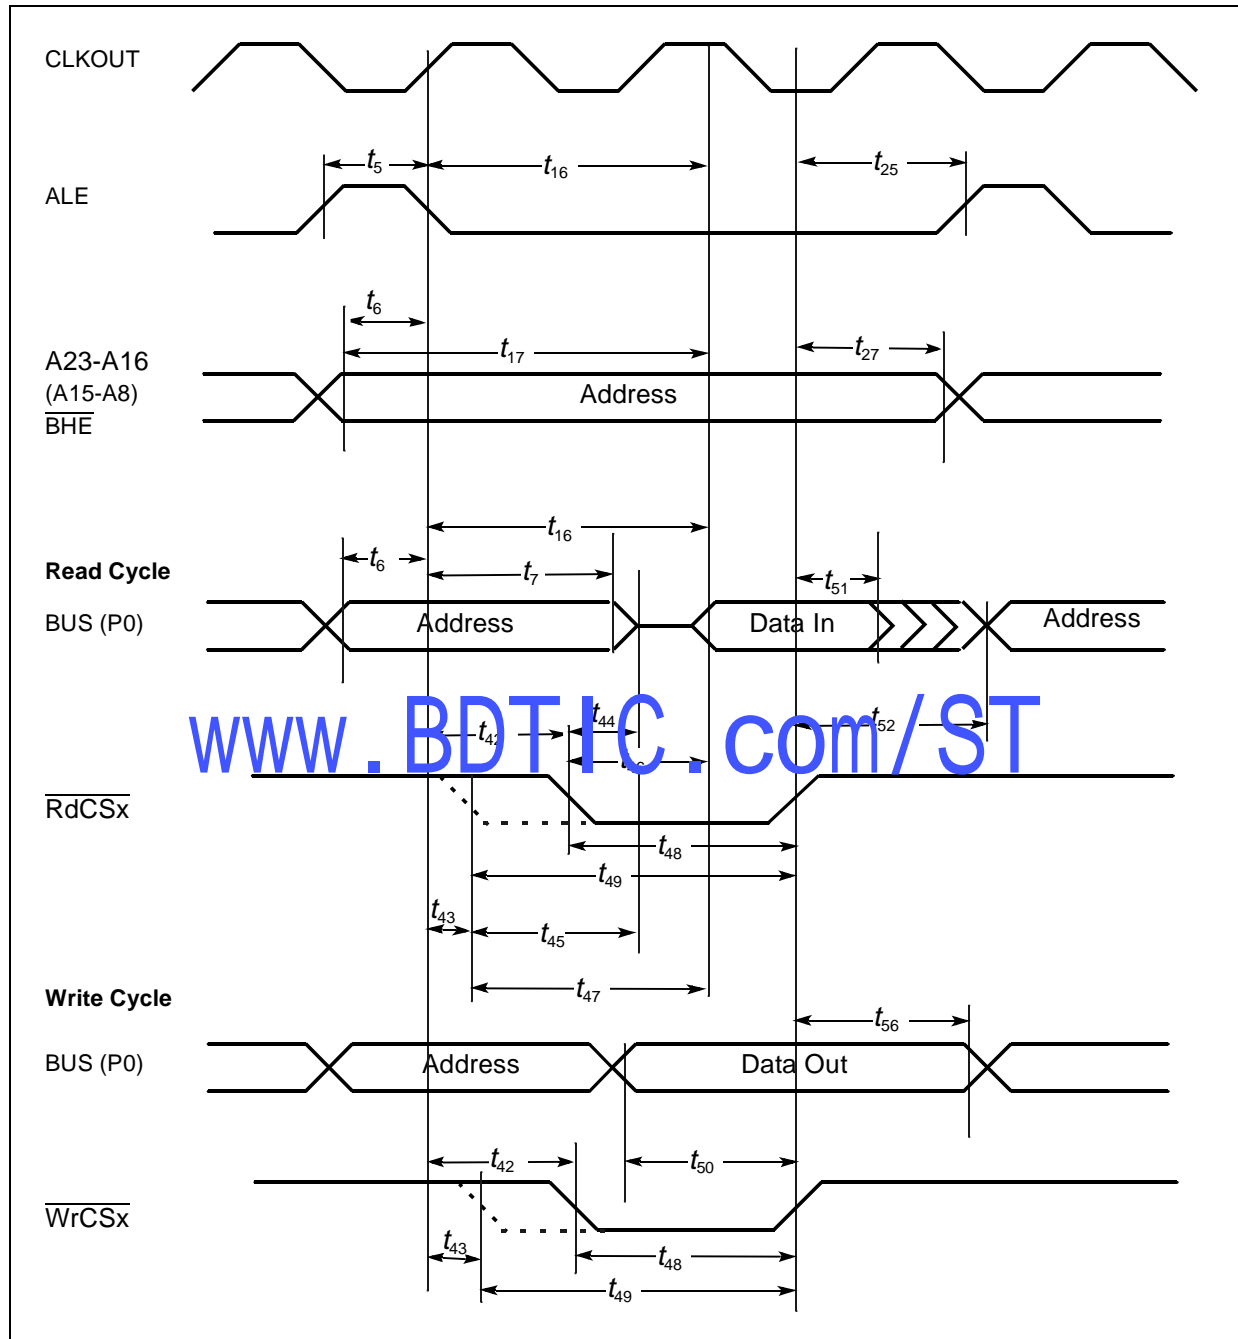 CLKOUT
t5
t16
t25
ALE
t6
A23-A16
t17
t27
(A15-A8)
Address
BHE
t16
Read Cycle
t6
t7
t51
BUS (P0)
Address
Data In
Address
www.BDTIC.com/ST
t42
t44
t52
RdCSx
t48
t49
t43
t45
t47
Write Cycle
t56
BUS (P0)
Address
Data Out
t42
t50
WrCSx
t43
t48
t49